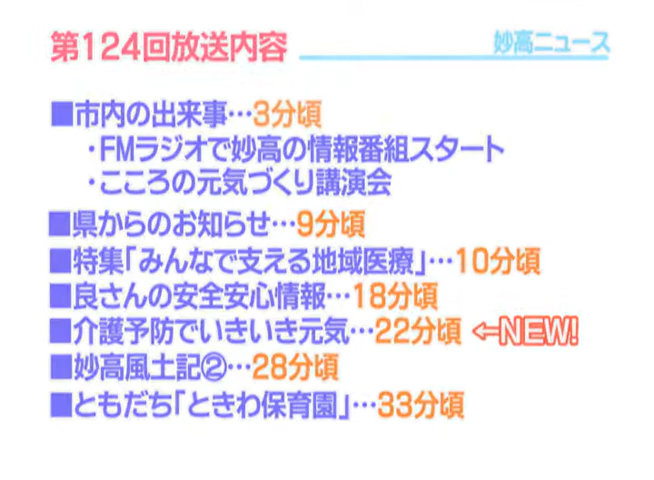 第124回放送内容
妙高ニュース
■市内の出来事…3分頃
・FMラジオで妙高の情報番組スタート
・こころの元気づくり講演会
■県からのお知らせ…9分頃
■特集「みんなで支える地域医療」…10分頃
■良さんの安全安心情報…18分頃
■介護予防でいきいき元気…22分頃 ←NEW!
■妙高風土記②…28分頃
■ともだち「ときわ保育園」…33分頃